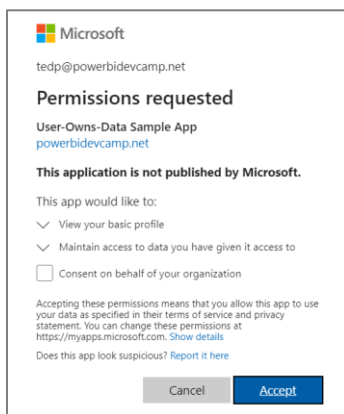 Microsoft
tedp@powerbidevcamp.net
Permissions requested
User-Owns-Data Sample App
powerbidevcamp.net
This application is not published by Microsoft.
This app would like to:
View your basic profile
Maintain access to data you have given it access to
Consent on behalf of your organization
Accepting these permissions means that you allow this app to use
your data as specified in their terms of service and privacy
statement. You can change these permissions at
https://myapps.microsoft.com. Show details
Does this app look suspicious? Report it here
Cancel Accept